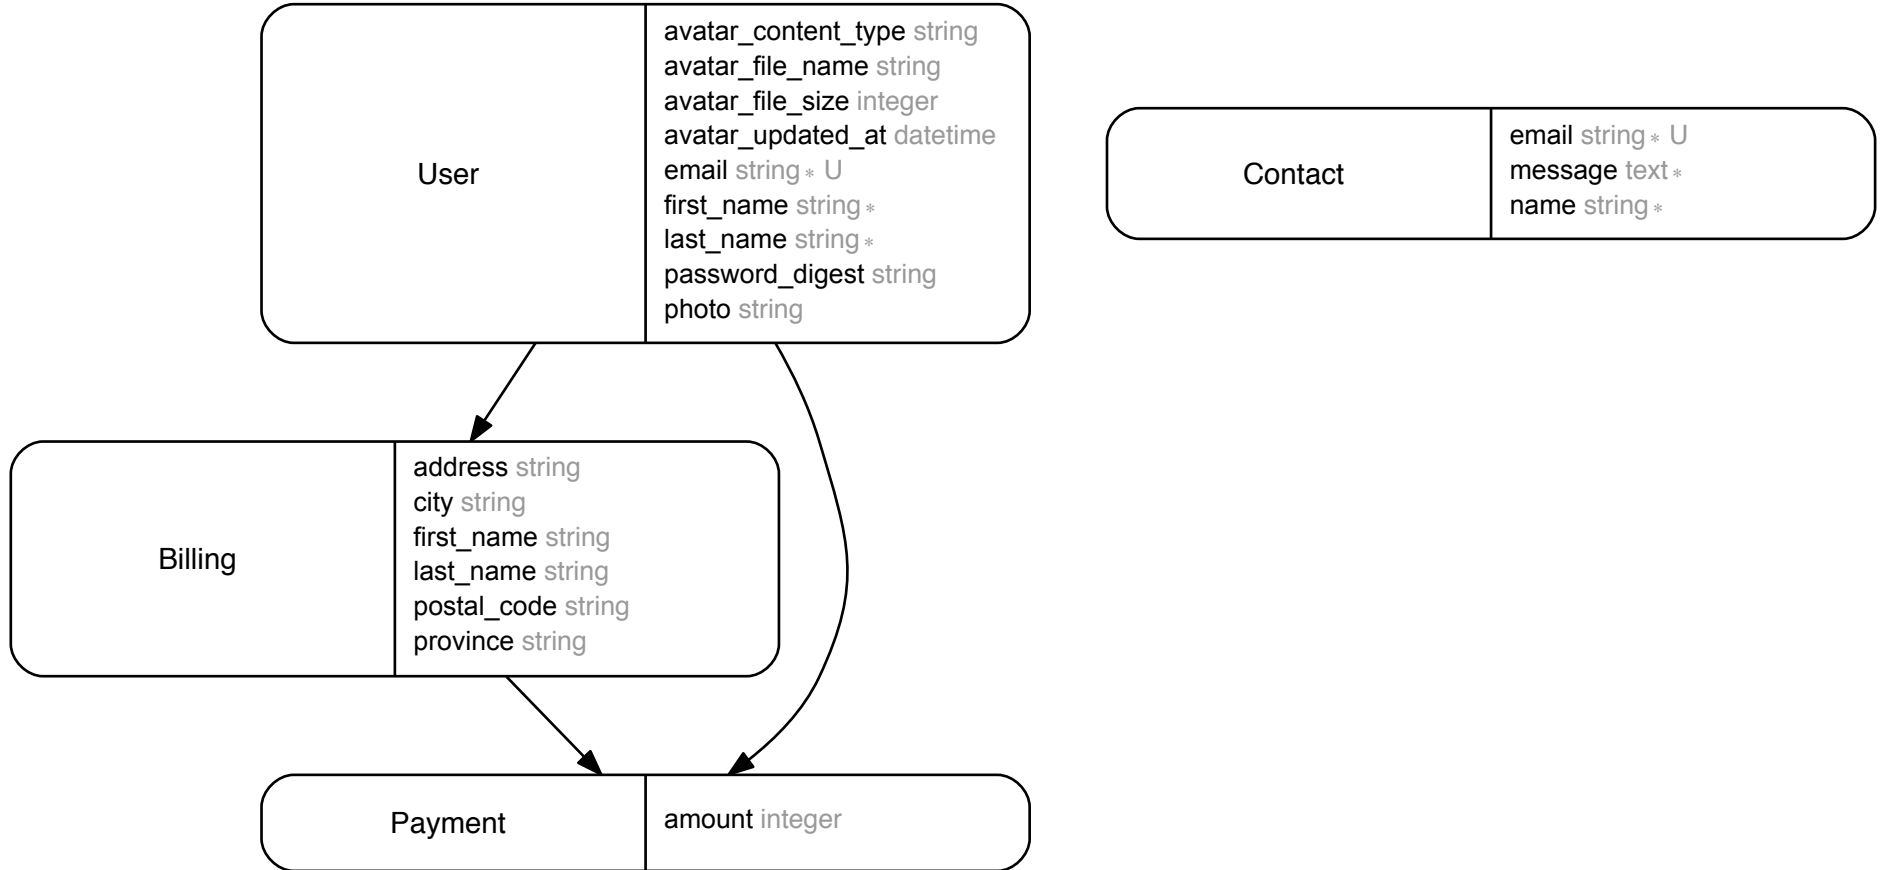 User
avatar_content_type string
avatar_file_name string
avatar_file_size integer
avatar_updated_at datetime
email string * U
first_name string *
last_name string *
password_digest string
photo string
Contact
email string * U
message text *
name string *
Billing
address string
city string
first_name string
last_name string
postal_code string
province string
Payment
amount integer